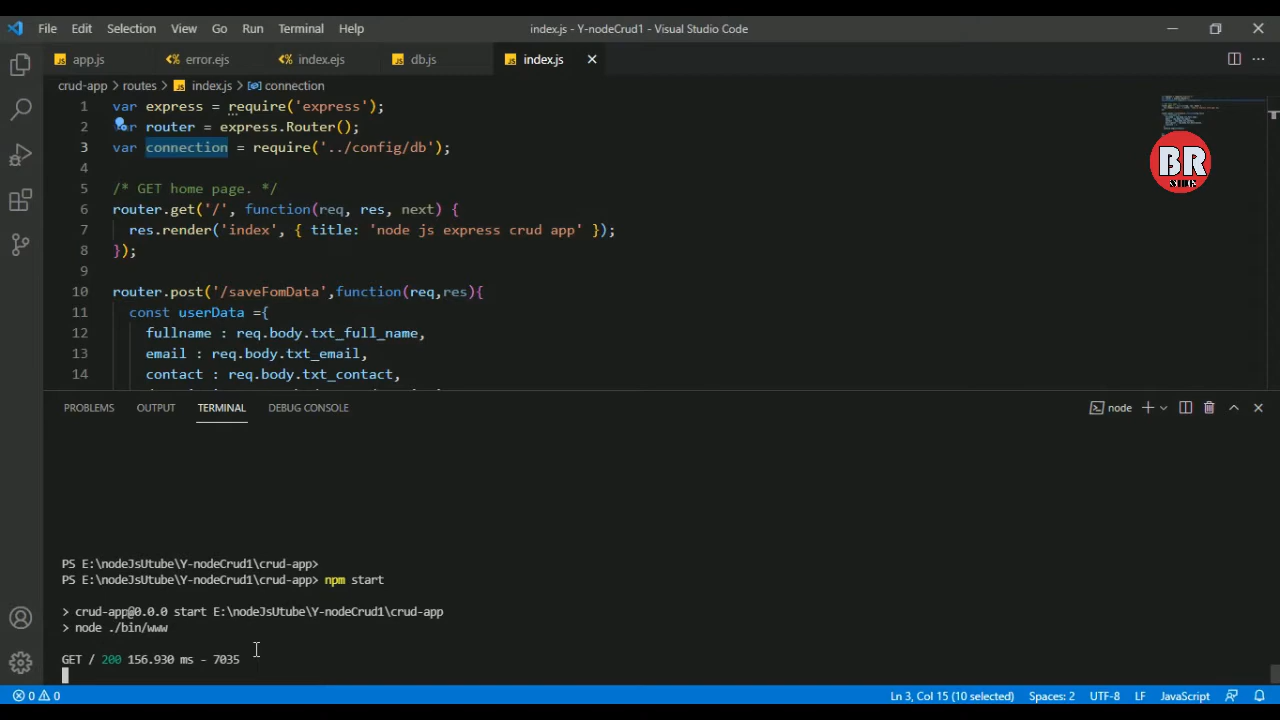 File Edit Selection View Go Run Terminal Help index.js - Y-nodeCrud1 - Visual Studio Code
app.js error.ejs index.ejs db.js index.js
crud-app > routes > index.js > connection
1 var express = require('express');
2 var router = express.Router();
3 var connection = require('../config/db');
4
5 /* GET home page. */
6 router.get('/', function(req, res, next) {
7 res.render('index', { title: 'node js express crud app' });
8 });
9
10 router.post('/saveFomData',function(req,res){
11 const userData ={
12 fullname : req.body.txt_full_name,
13 email : req.body.txt_email,
14 contact : req.body.txt_contact,
BR
PROBLEMS OUTPUT TERMINAL DEBUG CONSOLE node
PS E:\nodeJsUtube\Y-nodeCrud1\crud-app>
PS E:\nodeJsUtube\Y-nodeCrud1\crud-app> npm start
> crud-app@0.0.0 start E:\nodeJsUtube\Y-nodeCrud1\crud-app
> node ./bin/www
GET / 200 156.930 ms - 7035
0 0 Ln 3, Col 15 (10 selected) Spaces: 2 UTF-8 LF JavaScript